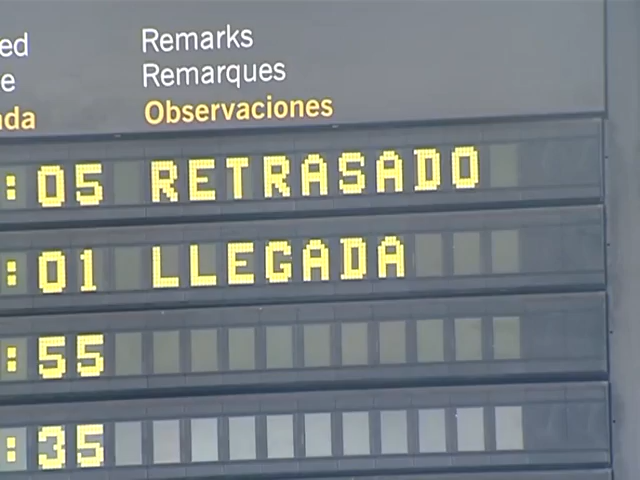 ed Remarks
e Remarques
ada Observaciones
:05 RETRASADO
:01 LLEGADA
:55
:35